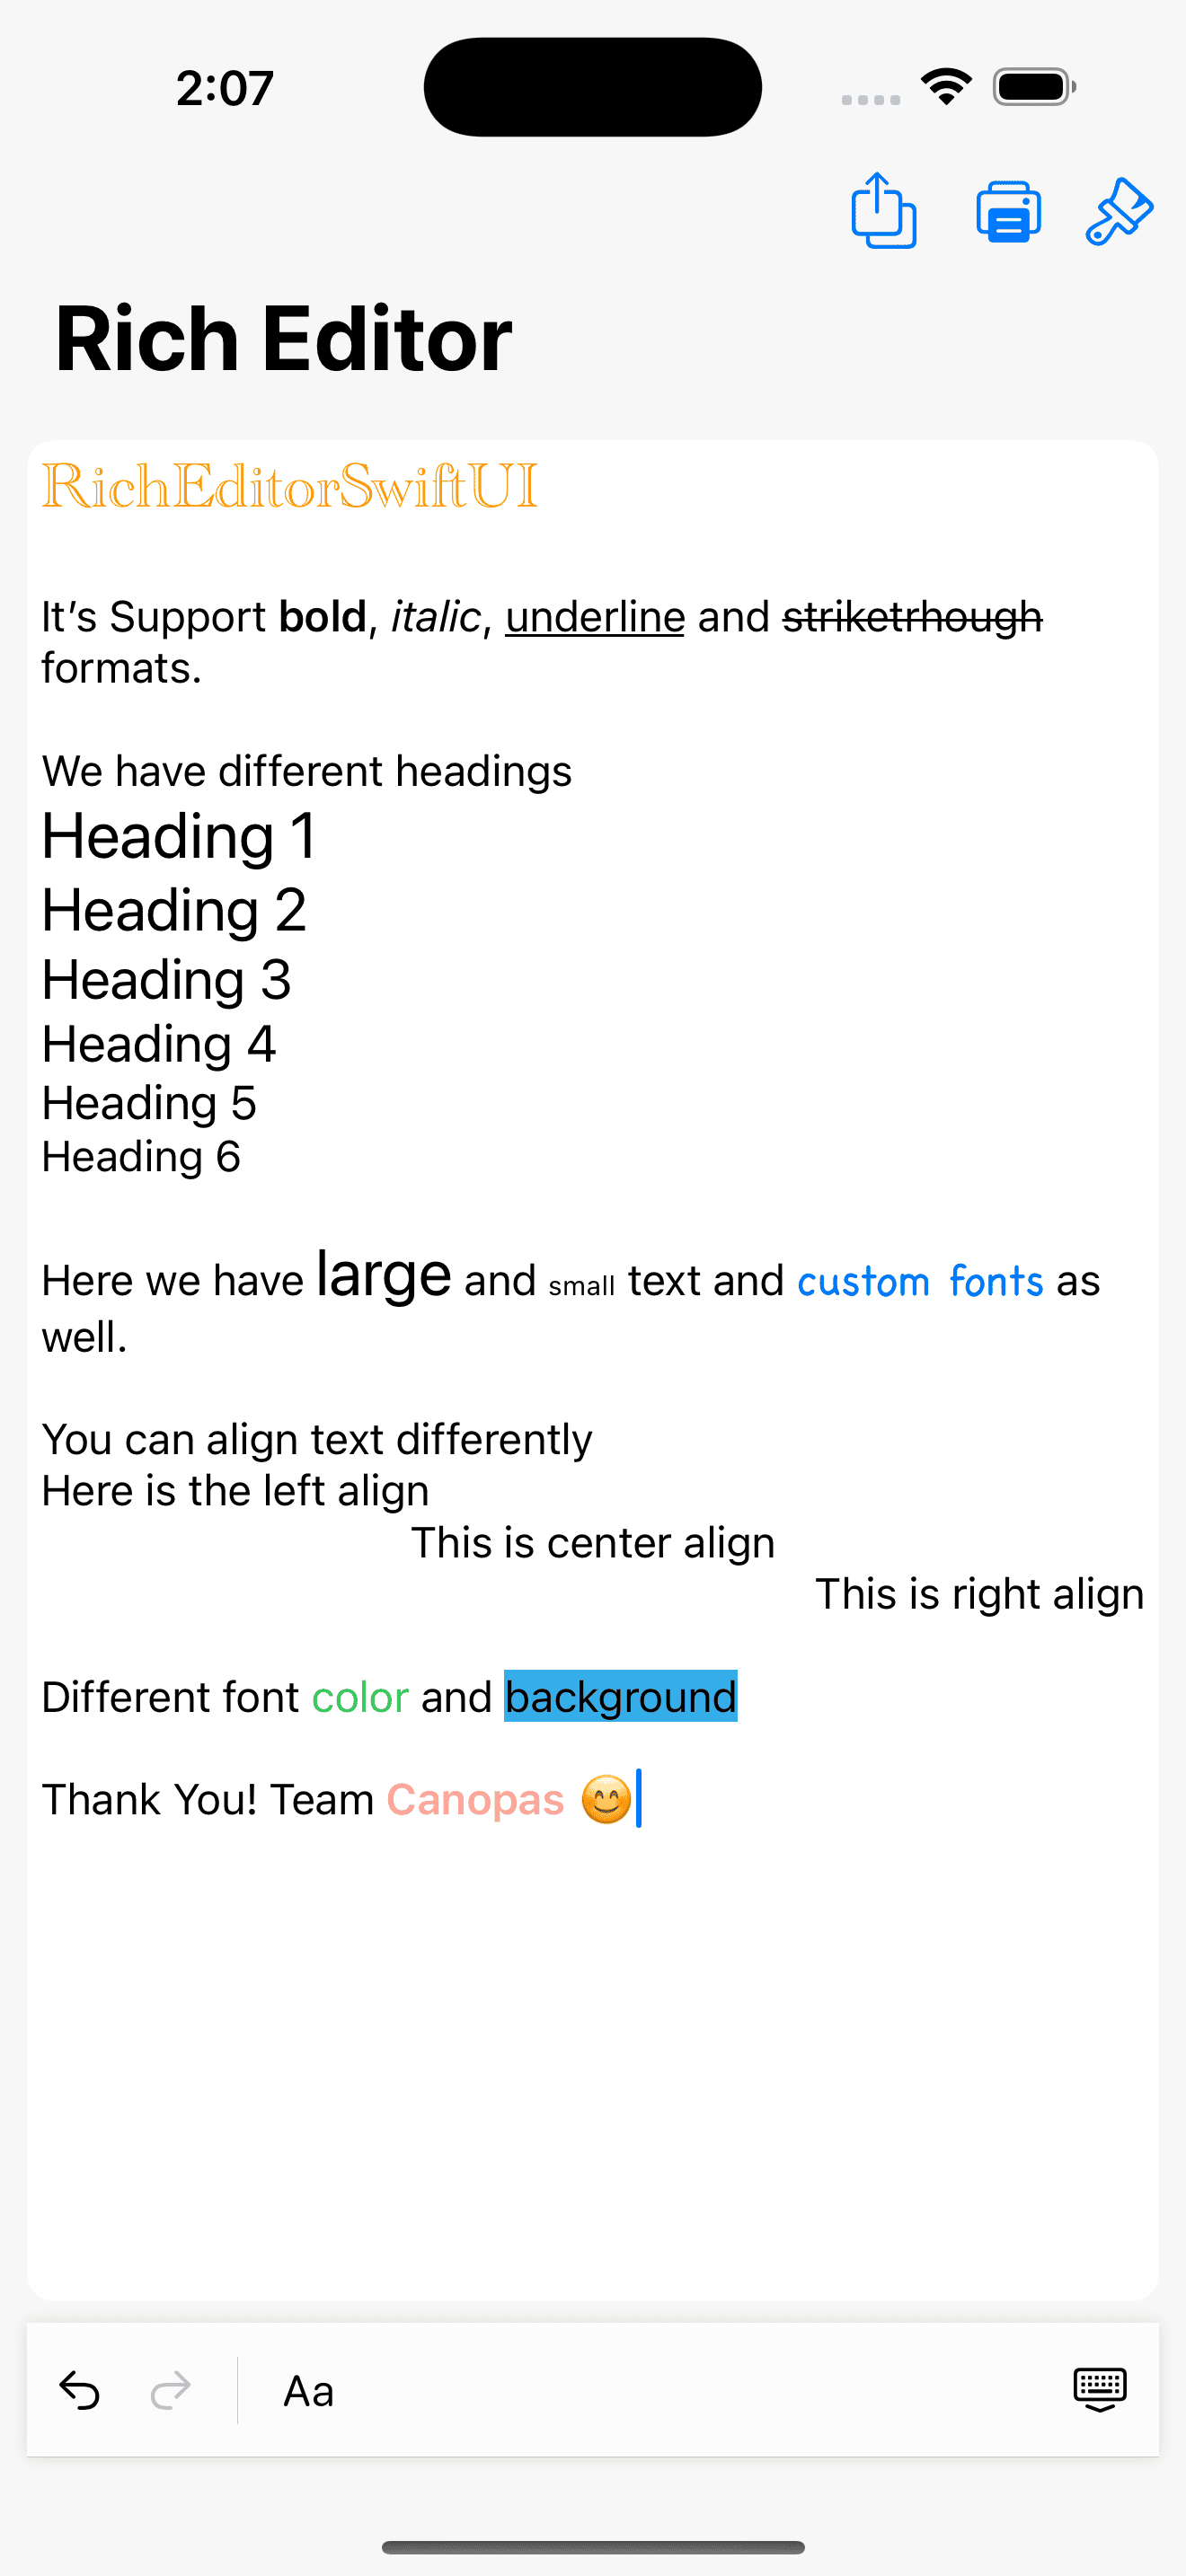 2:07
Rich Editor
RichEditorSwiftUI
It’s Support bold, italic, underline and striketrhough
formats.
We have different headings
Heading 1
Heading 2
Heading 3
Heading 4
Heading 5
Heading 6
Here we have large and small text and custom fonts as
well.
You can align text differently
Here is the left align
This is center align
This is right align
Different font color and background
Thank You! Team Canopas 😊
Aa